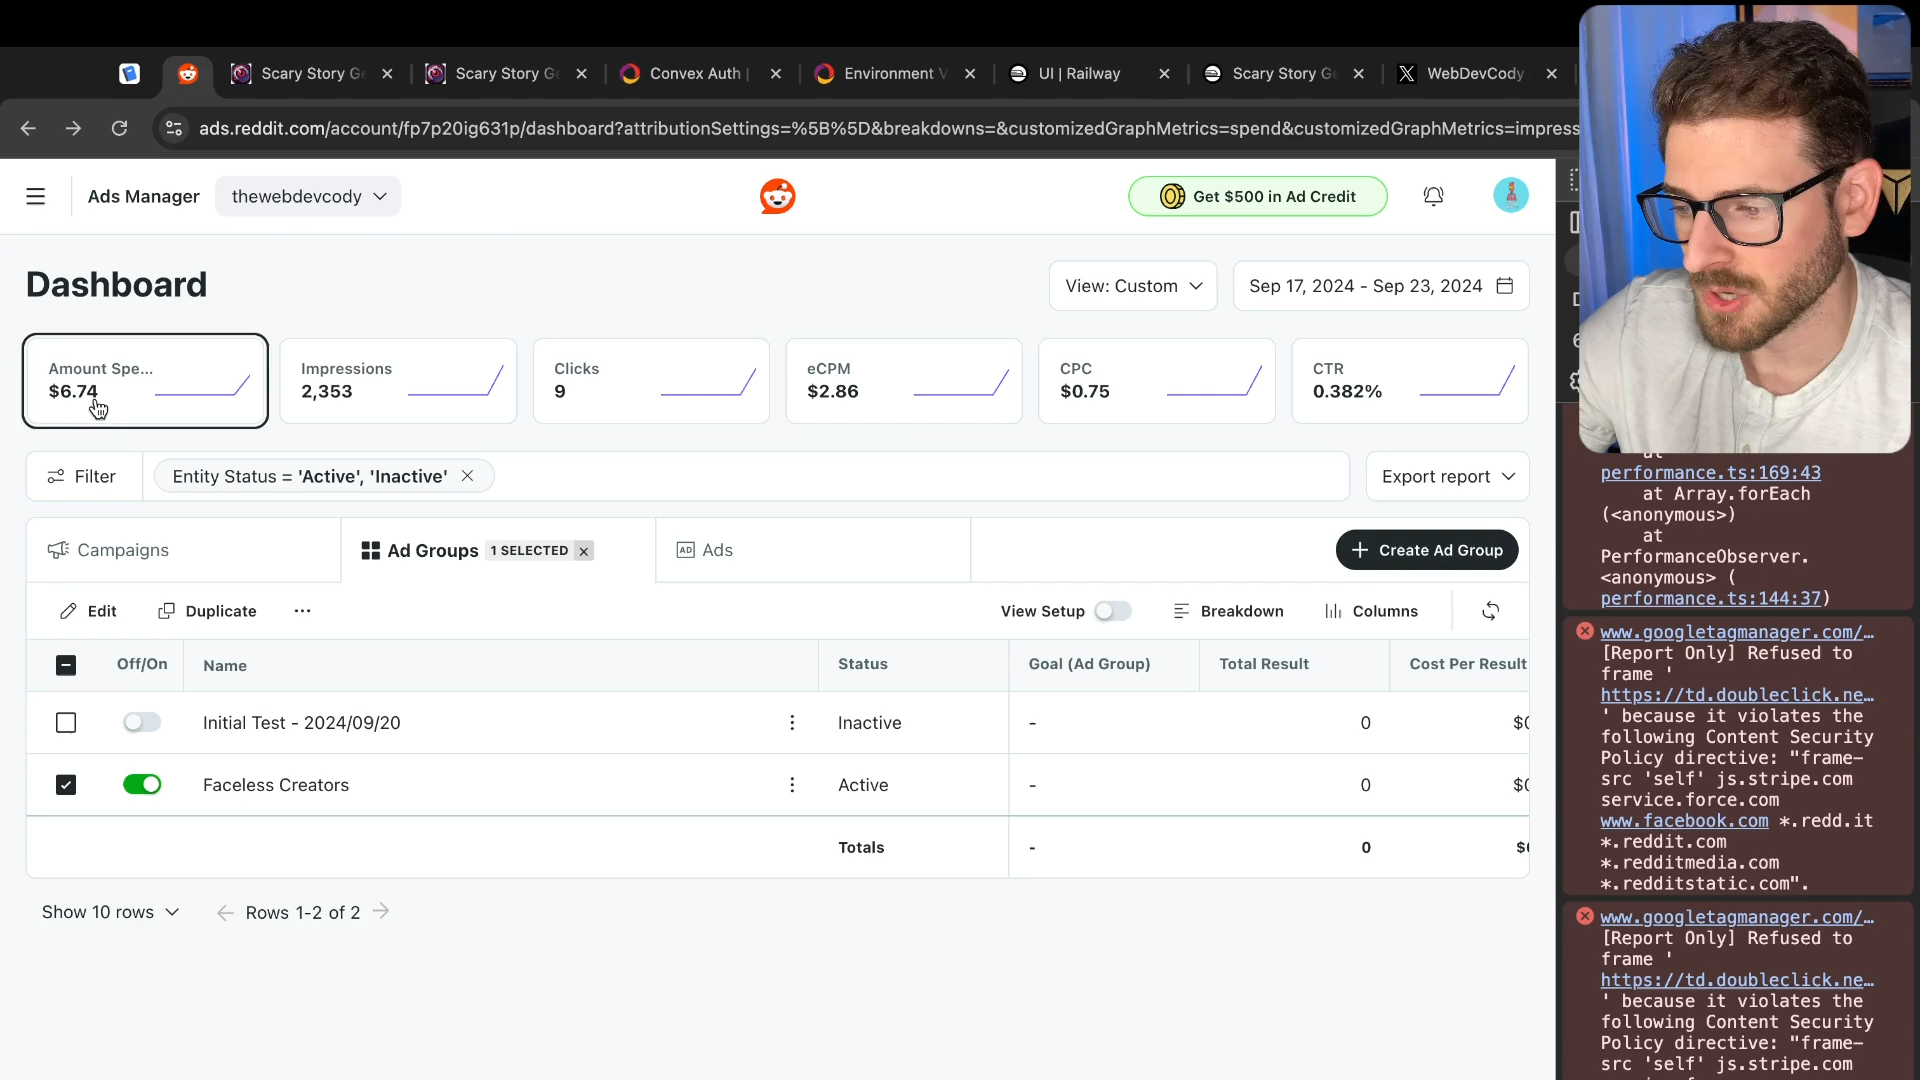 Scary Story Ge
Scary Story Ge
Convex Auth |
Environment V
UI | Railway
Scary Story Ge
WebDevCody
ads.reddit.com/account/fp7p20ig631p/dashboard?attributionSettings=%5B%5D&breakdowns=&customizedGraphMetrics=spend&customizedGraphMetrics=impress
Ads Manager
thewebdevcody
Get $500 in Ad Credit
Dashboard
View: Custom
Sep 17, 2024 - Sep 23, 2024
Amount Spe...
$6.74
Impressions
2,353
Clicks
9
eCPM
$2.86
CPC
$0.75
CTR
0.382%
Filter
Entity Status = 'Active', 'Inactive'
Export report
Campaigns
Ad Groups 1 SELECTED
AD Ads
Create Ad Group
Edit
Duplicate
View Setup
Breakdown
Columns
Off/On Name Status Goal (Ad Group) Total Result Cost Per Result
Initial Test - 2024/09/20 Inactive - 0
Faceless Creators Active - 0
Totals - 0
Show 10 rows
Rows 1-2 of 2
performance.ts:169:43
at Array.forEach
(<anonymous>)
at
PerformanceObserver.
<anonymous> (
performance.ts:144:37)
www.googletagmanager.com/…
[Report Only] Refused to
frame '
https://td.doubleclick.ne…
' because it violates the
following Content Security
Policy directive: "frame-
src 'self' js.stripe.com
service.force.com
www.facebook.com *.redd.it
*.reddit.com
*.redditmedia.com
*.redditstatic.com".
www.googletagmanager.com/…
[Report Only] Refused to
frame '
https://td.doubleclick.ne…
' because it violates the
following Content Security
Policy directive: "frame-
src 'self' js.stripe.com